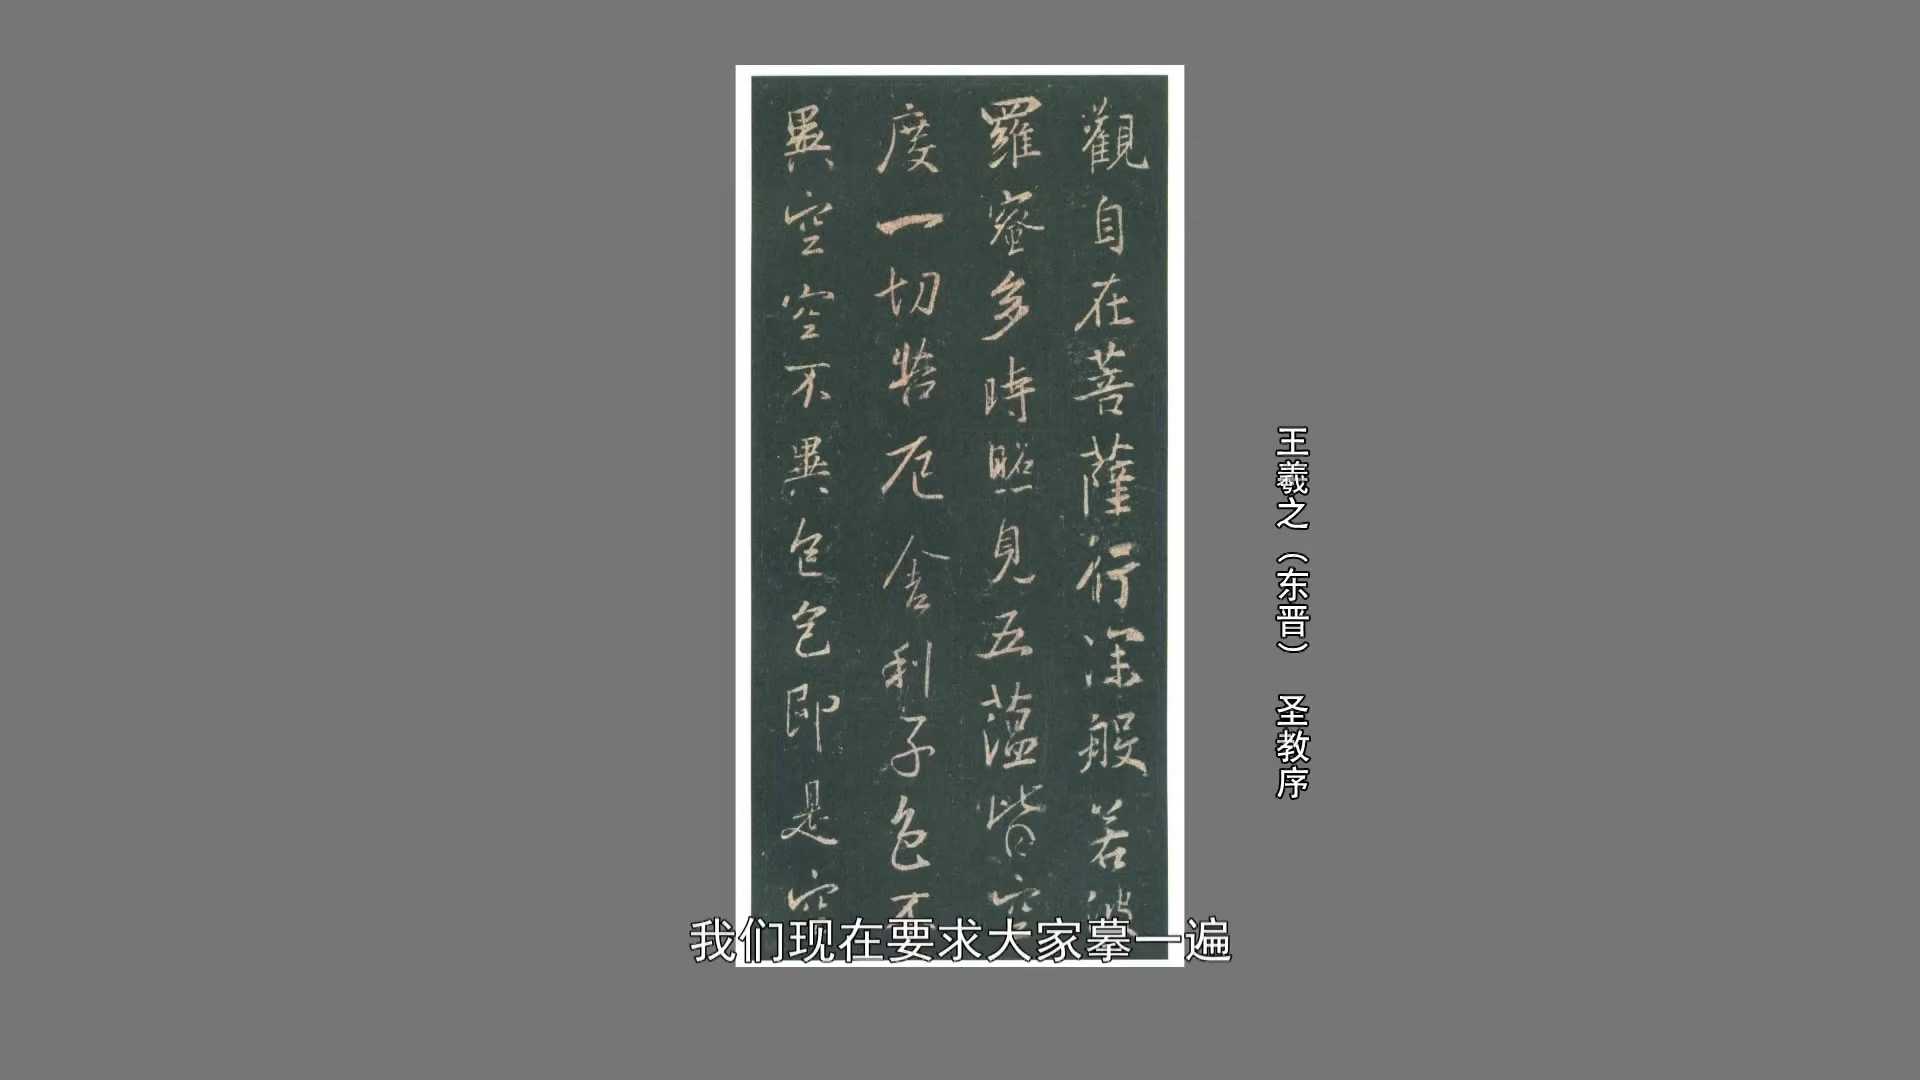 觀自在菩薩行深般若波
羅蜜多時照見五蘊皆空
度一切苦厄舍利子色不
異空空不異色色即是空
王羲之（东晋） 圣教序
我们现在要求大家摹一遍